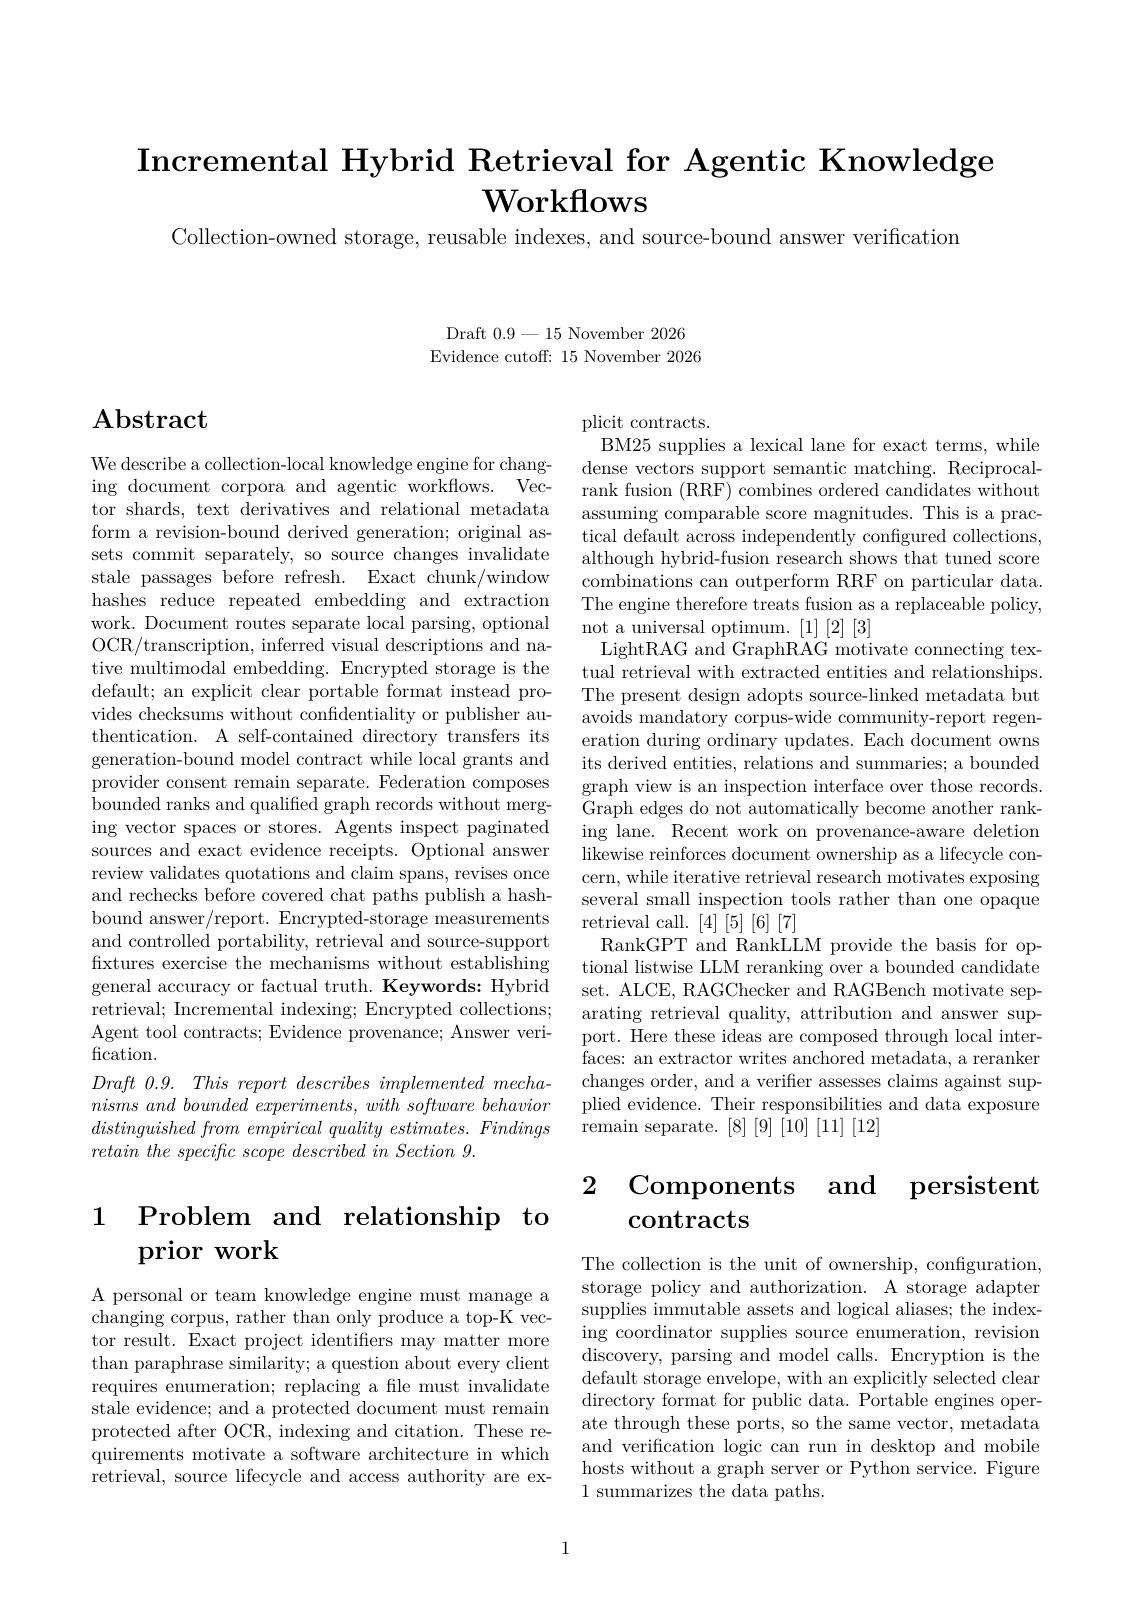 Incremental Hybrid Retrieval for Agentic Knowledge
Workflows
Collection-owned storage, reusable indexes, and source-bound answer verification
Draft 0.9 — 15 November 2026
Evidence cutoff: 15 November 2026
Abstract
We describe a collection-local knowledge engine for chang-
ing document corpora and agentic workflows. Vec-
tor shards, text derivatives and relational metadata
form a revision-bound derived generation; original as-
sets commit separately, so source changes invalidate
stale passages before refresh. Exact chunk/window
hashes reduce repeated embedding and extraction
work. Document routes separate local parsing, optional
OCR/transcription, inferred visual descriptions and na-
tive multimodal embedding. Encrypted storage is the
default; an explicit clear portable format instead pro-
vides checksums without confidentiality or publisher au-
thentication. A self-contained directory transfers its
generation-bound model contract while local grants and
provider consent remain separate. Federation composes
bounded ranks and qualified graph records without merg-
ing vector spaces or stores. Agents inspect paginated
sources and exact evidence receipts. Optional answer
review validates quotations and claim spans, revises once
and rechecks before covered chat paths publish a hash-
bound answer/report. Encrypted-storage measurements
and controlled portability, retrieval and source-support
fixtures exercise the mechanisms without establishing
general accuracy or factual truth. Keywords: Hybrid
retrieval; Incremental indexing; Encrypted collections;
Agent tool contracts; Evidence provenance; Answer veri-
fication.
Draft 0.9. This report describes implemented mecha-
nisms and bounded experiments, with software behavior
distinguished from empirical quality estimates. Findings
retain the specific scope described in Section 9.
1 Problem and relationship to
prior work
A personal or team knowledge engine must manage a
changing corpus, rather than only produce a top-K vec-
tor result. Exact project identifiers may matter more
than paraphrase similarity; a question about every client
requires enumeration; replacing a file must invalidate
stale evidence; and a protected document must remain
protected after OCR, indexing and citation. These re-
quirements motivate a software architecture in which
retrieval, source lifecycle and access authority are ex-
plicit contracts.
BM25 supplies a lexical lane for exact terms, while
dense vectors support semantic matching. Reciprocal-
rank fusion (RRF) combines ordered candidates without
assuming comparable score magnitudes. This is a prac-
tical default across independently configured collections,
although hybrid-fusion research shows that tuned score
combinations can outperform RRF on particular data.
The engine therefore treats fusion as a replaceable policy,
not a universal optimum. [1] [2] [3]
LightRAG and GraphRAG motivate connecting tex-
tual retrieval with extracted entities and relationships.
The present design adopts source-linked metadata but
avoids mandatory corpus-wide community-report regen-
eration during ordinary updates. Each document owns
its derived entities, relations and summaries; a bounded
graph view is an inspection interface over those records.
Graph edges do not automatically become another rank-
ing lane. Recent work on provenance-aware deletion
likewise reinforces document ownership as a lifecycle con-
cern, while iterative retrieval research motivates exposing
several small inspection tools rather than one opaque
retrieval call. [4] [5] [6] [7]
RankGPT and RankLLM provide the basis for op-
tional listwise LLM reranking over a bounded candidate
set. ALCE, RAGChecker and RAGBench motivate sep-
arating retrieval quality, attribution and answer sup-
port. Here these ideas are composed through local inter-
faces: an extractor writes anchored metadata, a reranker
changes order, and a verifier assesses claims against sup-
plied evidence. Their responsibilities and data exposure
remain separate. [8] [9] [10] [11] [12]
2 Components and persistent
contracts
The collection is the unit of ownership, configuration,
storage policy and authorization. A storage adapter
supplies immutable assets and logical aliases; the index-
ing coordinator supplies source enumeration, revision
discovery, parsing and model calls. Encryption is the
default storage envelope, with an explicitly selected clear
directory format for public data. Portable engines oper-
ate through these ports, so the same vector, metadata
and verification logic can run in desktop and mobile
hosts without a graph server or Python service. Figure
1 summarizes the data paths.
1